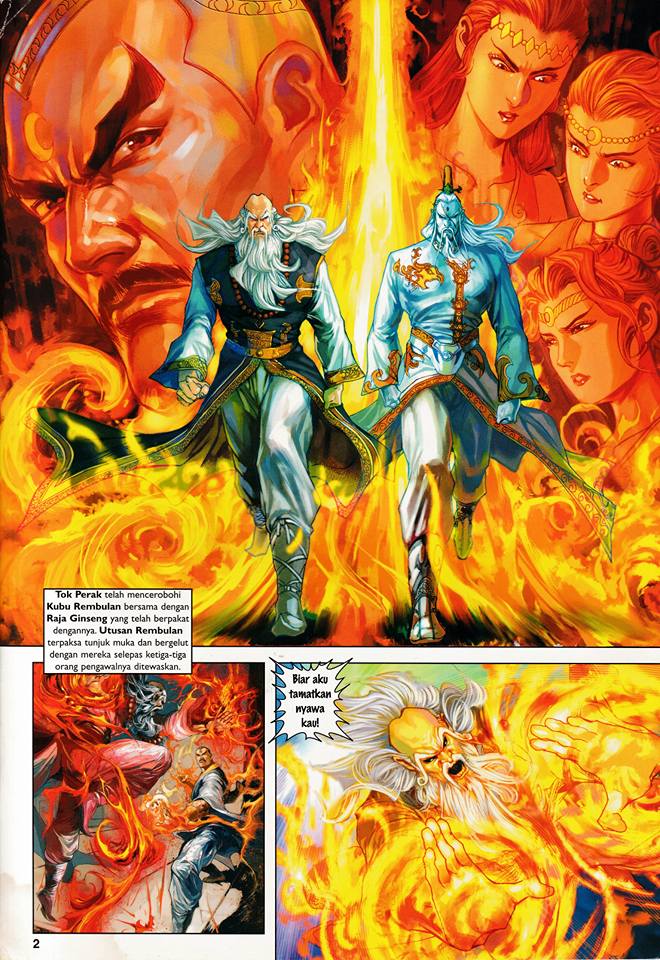 Tok Perak telah mencerobohi
Kubu Rembulan bersama dengan
Raja Ginseng yang telah berpakat
dengannya. Utusan Rembulan
terpaksa tunjuk muka dan bergelut
dengan mereka selepas ketiga-tiga
orang pengawalnya ditewaskan.
Biar aku
tamatkan
nyawa
kau!
2